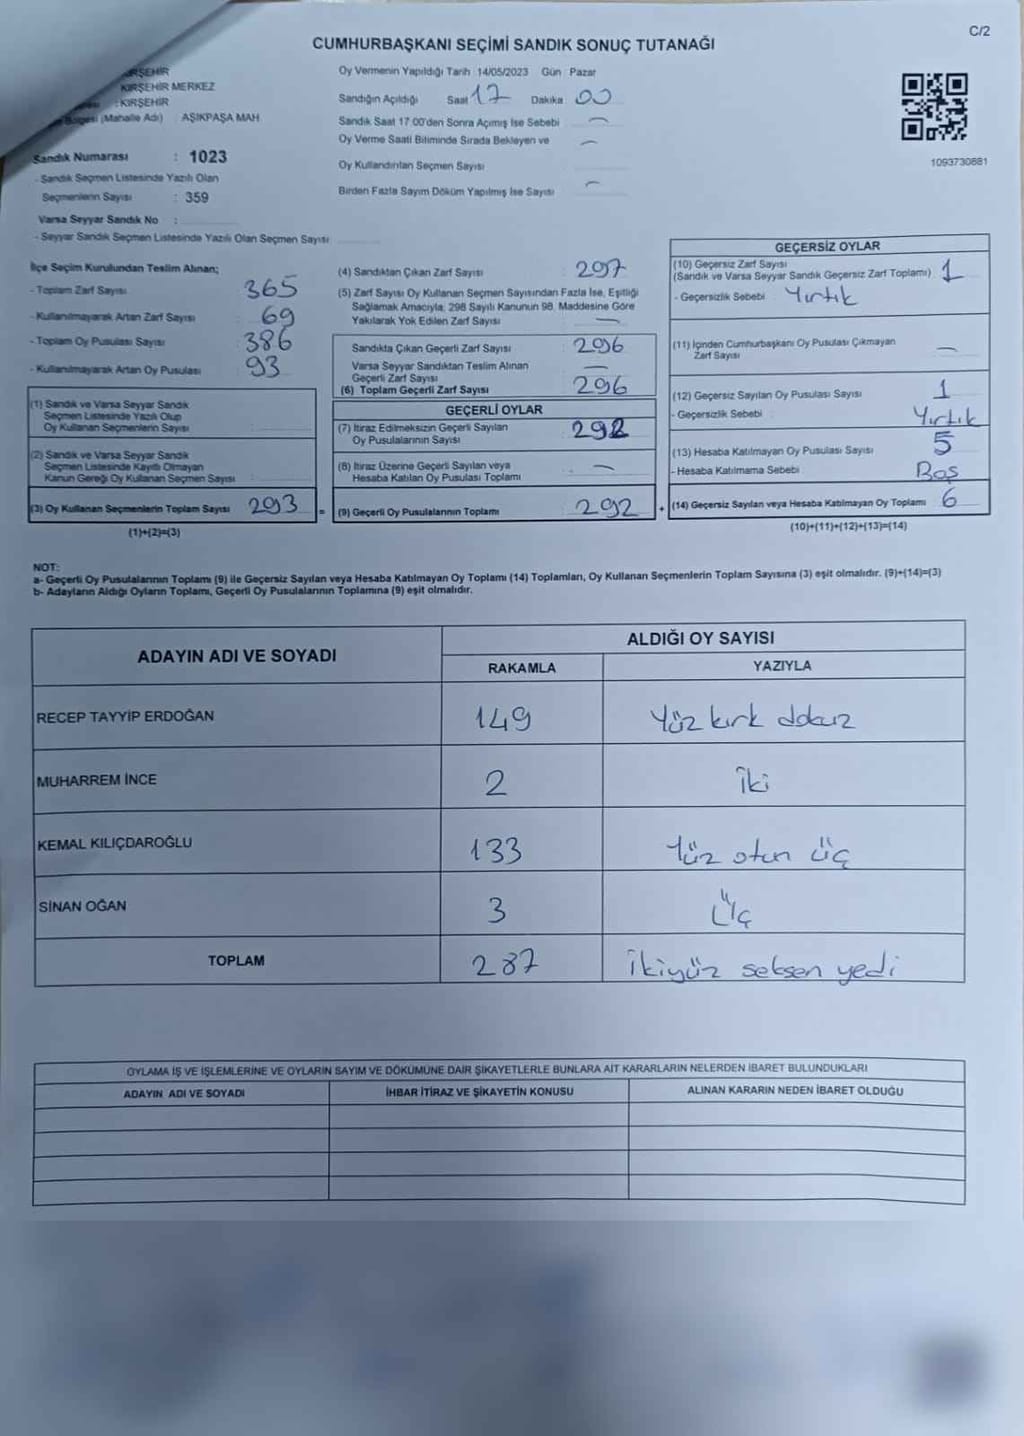 C/2
CUMHURBAŞKANI SEÇİMİ SANDIK SONUÇ TUTANAĞI
KIRŞEHİR MERKEZ
: KIRŞEHİR
(Mahalle Adı) : AŞIKPAŞA MAH.
Sandık Numarası : 1023
- Sandık Seçmen Listesinde Yazılı Olan
Seçmenlerin Sayısı : 359
Varsa Seyyar Sandık No :
- Seyyar Sandık Seçmen Listesinde Yazılı Olan Seçmen Sayısı
Oy Vermenin Yapıldığı Tarih : 14/05/2023 Gün : Pazar
Sandığın Açıldığı Saat 17 Dakika 00
Sandık Saat 17:00'den Sonra Açılmış İse Sebebi —
Oy Verme Saati Bitiminde Sırada Bekleyen ve —
Oy Kullandırılan Seçmen Sayısı
Birden Fazla Sayım Döküm Yapılmış İse Sayısı —
1093730881
İlçe Seçim Kurulundan Teslim Alınan;
- Toplam Zarf Sayısı 365
- Kullanılmayarak Artan Zarf Sayısı 69
- Toplam Oy Pusulası Sayısı 386
- Kullanılmayarak Artan Oy Pusulası 93
(1) Sandık ve Varsa Seyyar Sandık
Seçmen Listesinde Yazılı Olup
Oy Kullanan Seçmenlerin Sayısı
(2) Sandık ve Varsa Seyyar Sandık
Seçmen Listesinde Kayıtlı Olmayan
Kanun Gereği Oy Kullanan Seçmen Sayısı
(3) Oy Kullanan Seçmenlerin Toplam Sayısı 293 =
(1)+(2)=(3)
(4) Sandıktan Çıkan Zarf Sayısı : 297
(5) Zarf Sayısı Oy Kullanan Seçmen Sayısından Fazla İse, Eşitliği
Sağlamak Amacıyla; 298 Sayılı Kanunun 98. Maddesine Göre
Yakılarak Yok Edilen Zarf Sayısı : —
Sandıkta Çıkan Geçerli Zarf Sayısı : 296
Varsa Seyyar Sandıktan Teslim Alınan —
Geçerli Zarf Sayısı
(6) Toplam Geçerli Zarf Sayısı : 296
GEÇERLİ OYLAR
(7) İtiraz Edilmeksizin Geçerli Sayılan
Oy Pusulalarının Sayısı : 292
(8) İtiraz Üzerine Geçerli Sayılan veya
Hesaba Katılan Oy Pusulası Toplamı : —
(9) Geçerli Oy Pusulalarının Toplamı : 292 +
GEÇERSİZ OYLAR
(10) Geçersiz Zarf Sayısı
(Sandık ve Varsa Seyyar Sandık Geçersiz Zarf Toplamı) : 1
- Geçersizlik Sebebi : Yırtık
(11) İçinden Cumhurbaşkanı Oy Pusulası Çıkmayan
Zarf Sayısı —
(12) Geçersiz Sayılan Oy Pusulası Sayısı : 1
- Geçersizlik Sebebi : Yırtık
(13) Hesaba Katılmayan Oy Pusulası Sayısı : 5
- Hesaba Katılmama Sebebi : Boş
(14) Geçersiz Sayılan veya Hesaba Katılmayan Oy Toplamı : 6
(10)+(11)+(12)+(13)=(14)
NOT:
a- Geçerli Oy Pusulalarının Toplamı (9) ile Geçersiz Sayılan veya Hesaba Katılmayan Oy Toplamı (14) Toplamları, Oy Kullanan Seçmenlerin Toplam Sayısına (3) eşit olmalıdır. (9)+(14)=(3)
b- Adayların Aldığı Oyların Toplamı, Geçerli Oy Pusulalarının Toplamına (9) eşit olmalıdır.
ADAYIN ADI VE SOYADI
ALDIĞI OY SAYISI
RAKAMLA YAZIYLA
RECEP TAYYİP ERDOĞAN 149 Yüz kırk dokuz
MUHARREM İNCE 2 İki
KEMAL KILIÇDAROĞLU 133 Yüz otuz üç
SİNAN OĞAN 3 Üç
TOPLAM 287 İkiyüz seksen yedi
OYLAMA İŞ VE İŞLEMLERİNE VE OYLARIN SAYIM VE DÖKÜMÜNE DAİR ŞİKAYETLERLE BUNLARA AİT KARARLARIN NELERDEN İBARET BULUNDUKLARI
ADAYIN ADI VE SOYADI İHBAR İTİRAZ VE ŞİKAYETİN KONUSU ALINAN KARARIN NEDEN İBARET OLDUĞU